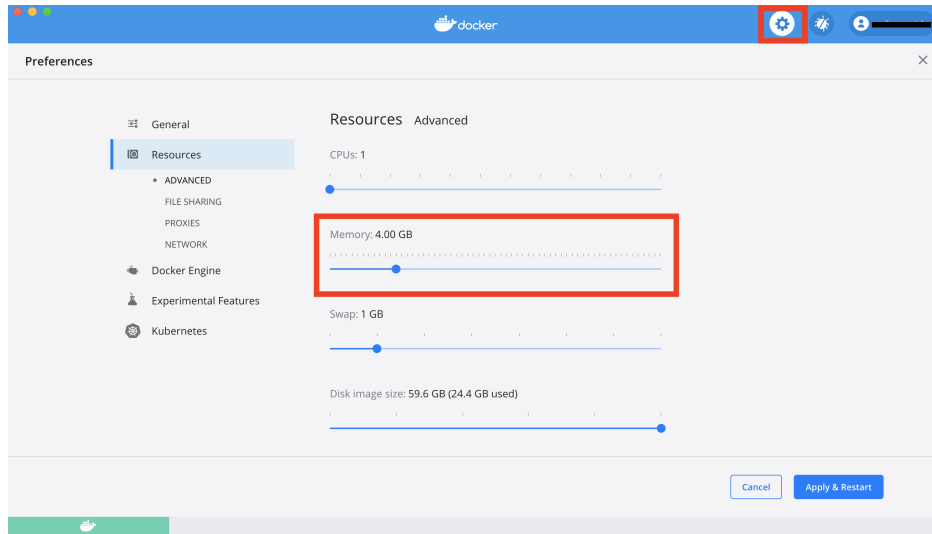 docker
Preferences
General
Resources
ADVANCED
FILE SHARING
PROXIES
NETWORK
Docker Engine
Experimental Features
Kubernetes
Resources Advanced
CPUs: 1
Memory: 4.00 GB
Swap: 1 GB
Disk image size: 59.6 GB (24.4 GB used)
Cancel
Apply & Restart